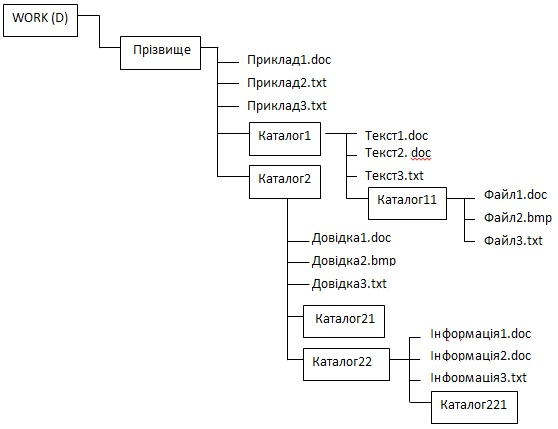 WORK (D)
Прізвище
Приклад1.doc
Приклад2.txt
Приклад3.txt
Каталог1
Текст1.doc
Текст2. doc
Текст3.txt
Каталог2
Каталог11
Файл1.doc
Файл2.bmp
Файл3.txt
Довідка1.doc
Довідка2.bmp
Довідка3.txt
Каталог21
Каталог22
Інформація1.doc
Інформація2.doc
Інформація3.txt
Каталог221